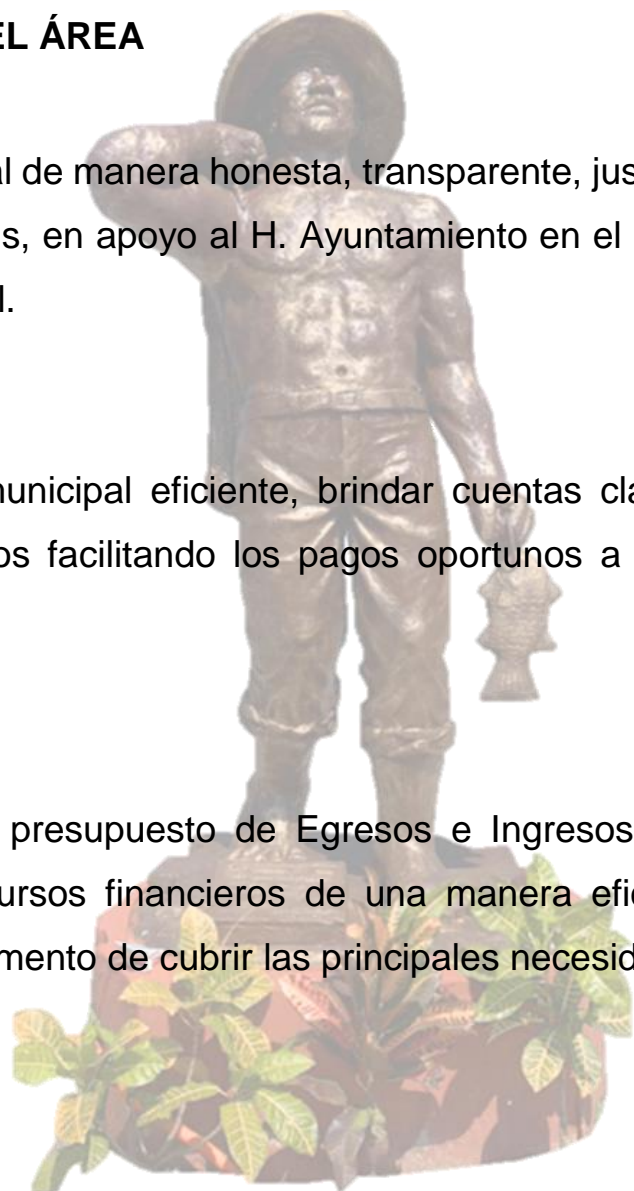 EL ÁREA
al de manera honesta, transparente, jus
s, en apoyo al H. Ayuntamiento en el
l.
municipal eficiente, brindar cuentas cla
os facilitando los pagos oportunos a
presupuesto de Egresos e Ingresos
ursos financieros de una manera efic
mento de cubrir las principales necesid